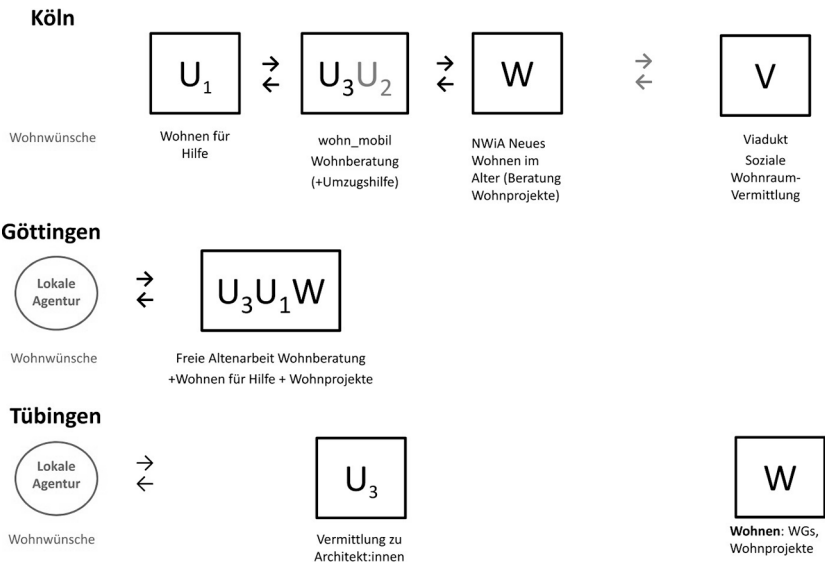 Köln
U1
U3U2
W
V
Wohnwünsche
Wohnen für
Hilfe
wohn_mobil
Wohnberatung
(+Umzugshilfe)
NWiA Neues
Wohnen im
Alter (Beratung
Wohnprojekte)
Viadukt
Soziale
Wohnraum-
Vermittlung
Göttingen
Lokale
Agentur
U3U1W
Wohnwünsche
Freie Altenarbeit Wohnberatung
+Wohnen für Hilfe + Wohnprojekte
Tübingen
Lokale
Agentur
U3
W
Wohnwünsche
Vermittlung zu
Architekt:innen
Wohnen: WGs,
Wohnprojekte